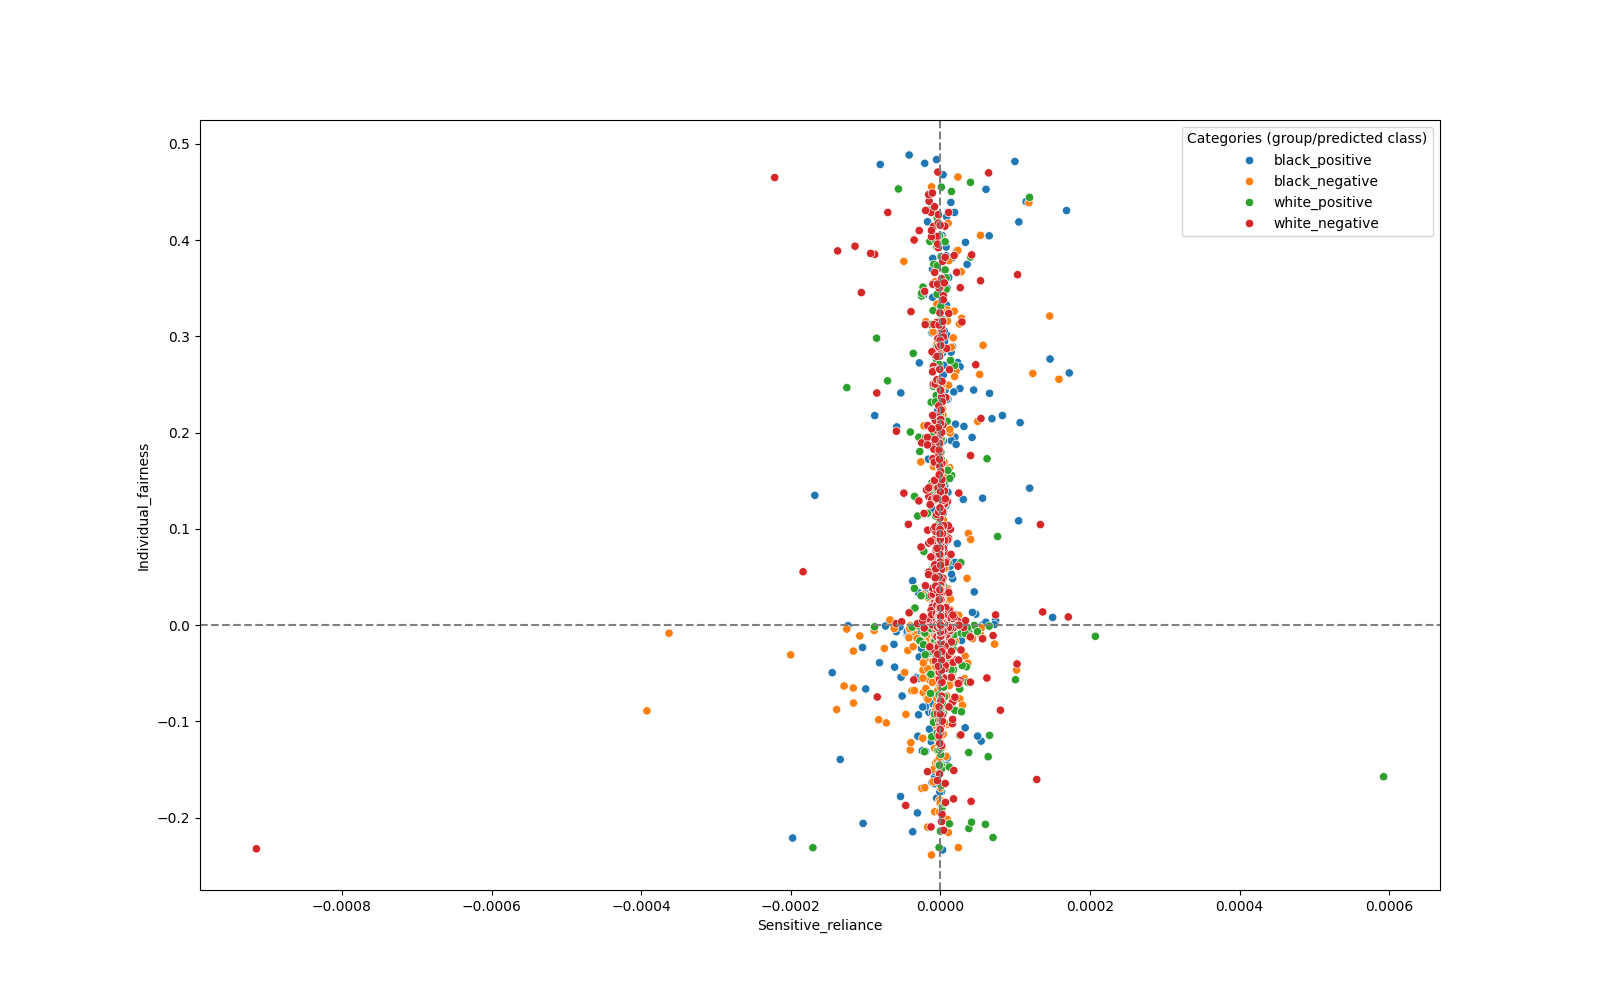 Categories (group/predicted class)
black_positive
black_negative
white_positive
white_negative
0.5
0.4
0.3
0.2
0.1
0.0
−0.1
−0.2
Individual_fairness
−0.0008
−0.0006
−0.0004
−0.0002
0.0000
0.0002
0.0004
0.0006
Sensitive_reliance